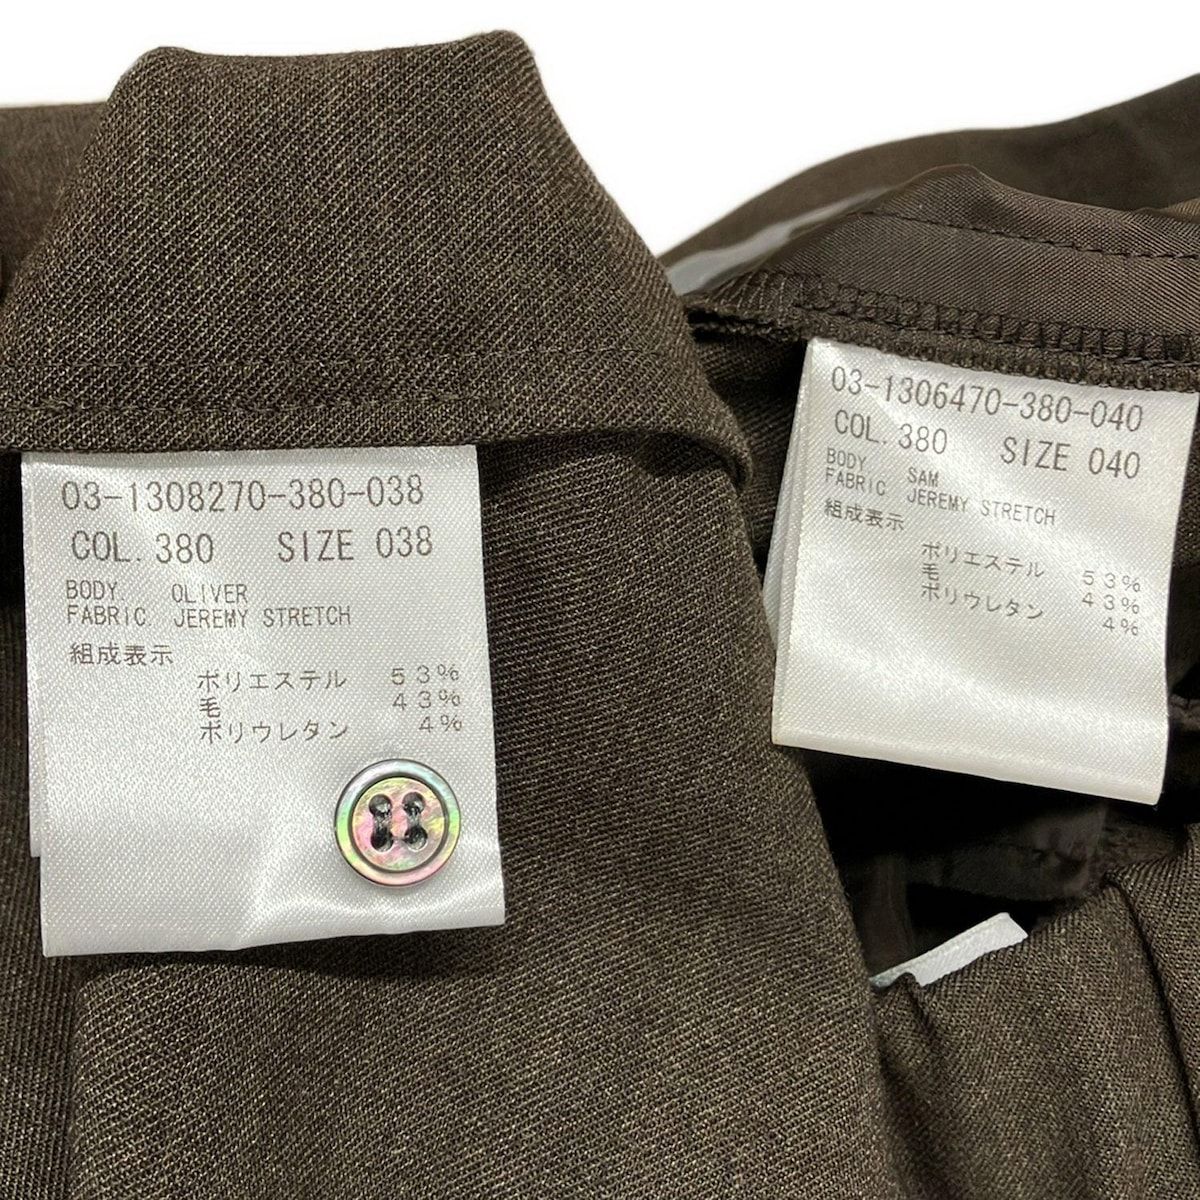 03-1308270-380-038
COL. 380 SIZE 038
BODY OLIVER
FABRIC JEREMY STRETCH
組成表示
ポリエステル 53%
毛 43%
ポリウレタン 4%
03-1306470-380-040
COL. 380 SIZE 040
BODY SAM
FABRIC JEREMY STRETCH
組成表示
ポリエステル 53%
毛 43%
ポリウレタン 4%